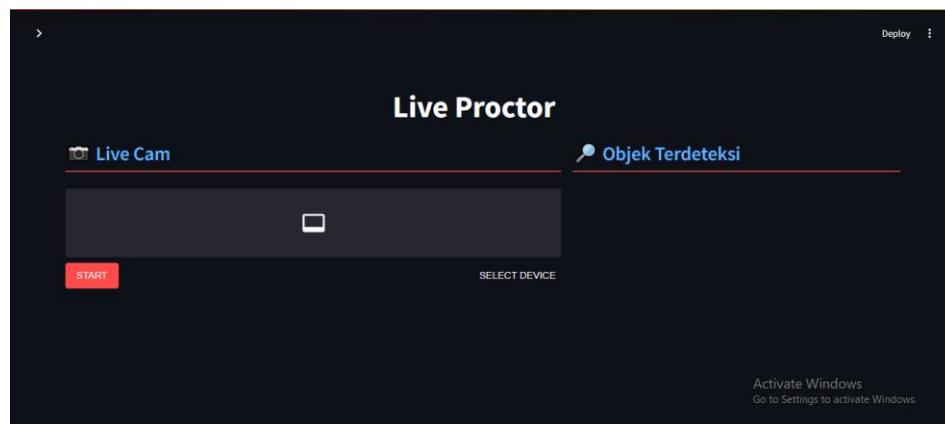 Deploy
Live Proctor
Live Cam
Objek Terdeteksi
START
SELECT DEVICE
Activate Windows
Go to Settings to activate Windows.